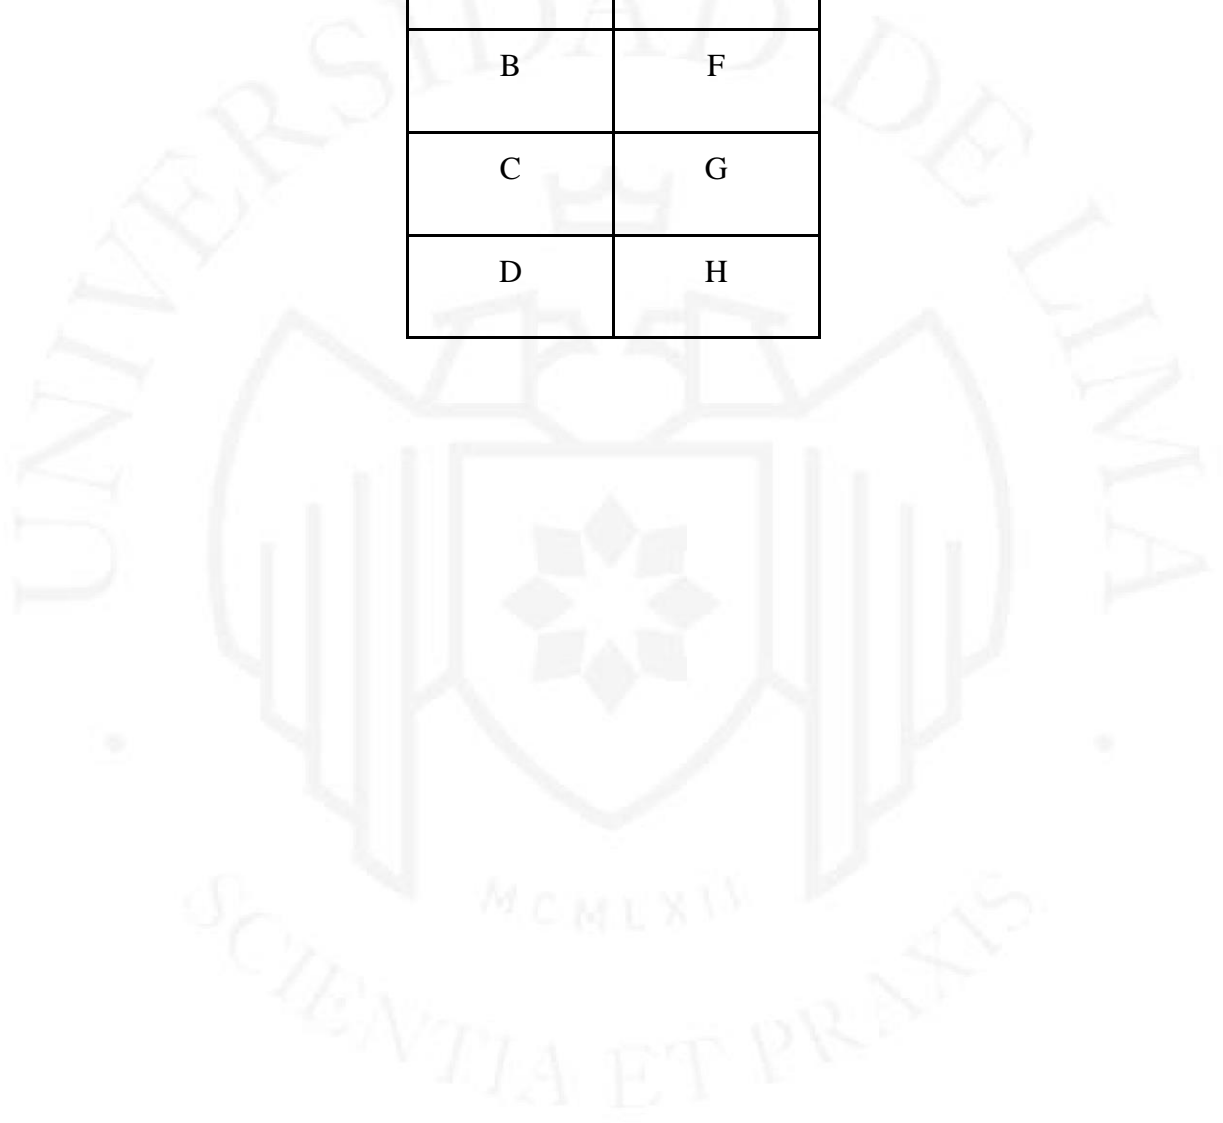 B F
C G
D H
UNIVERSIDAD DE LIMA
MCMLXII
SCIENTIA ET PRAXIS